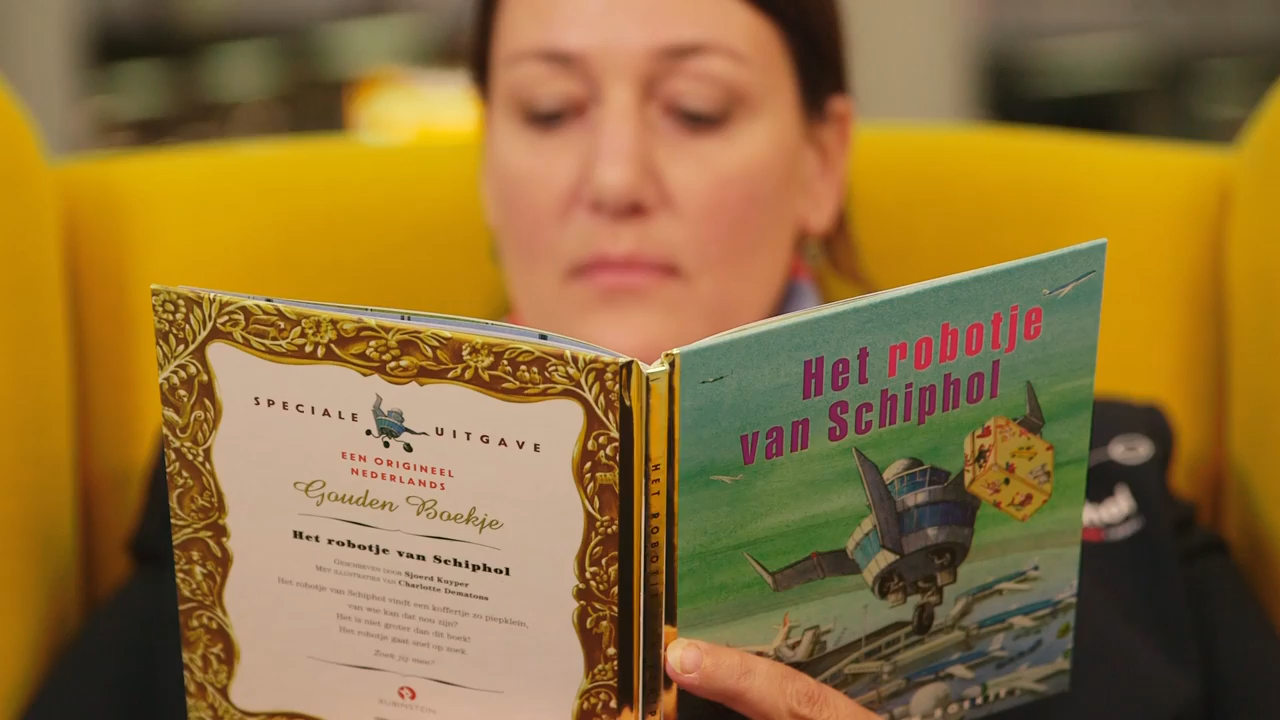 SPECIALE UITGAVE
EEN ORIGINEEL
NEDERLANDS
Gouden Boekje
Het robotje van Schiphol
GESCHREVEN DOOR Sjoerd Kuyper
MET ILLUSTRATIES VAN Charlotte Dematons
Het robotje van Schiphol vindt een koffertje zo piepklein,
van wie kan dat nou zijn?
Het is niet groter dan dit boek!
Het robotje gaat snel op zoek.
Zoek jij mee?
RUBINSTEIN
HET ROBOTJE
Het robotje
van Schiphol